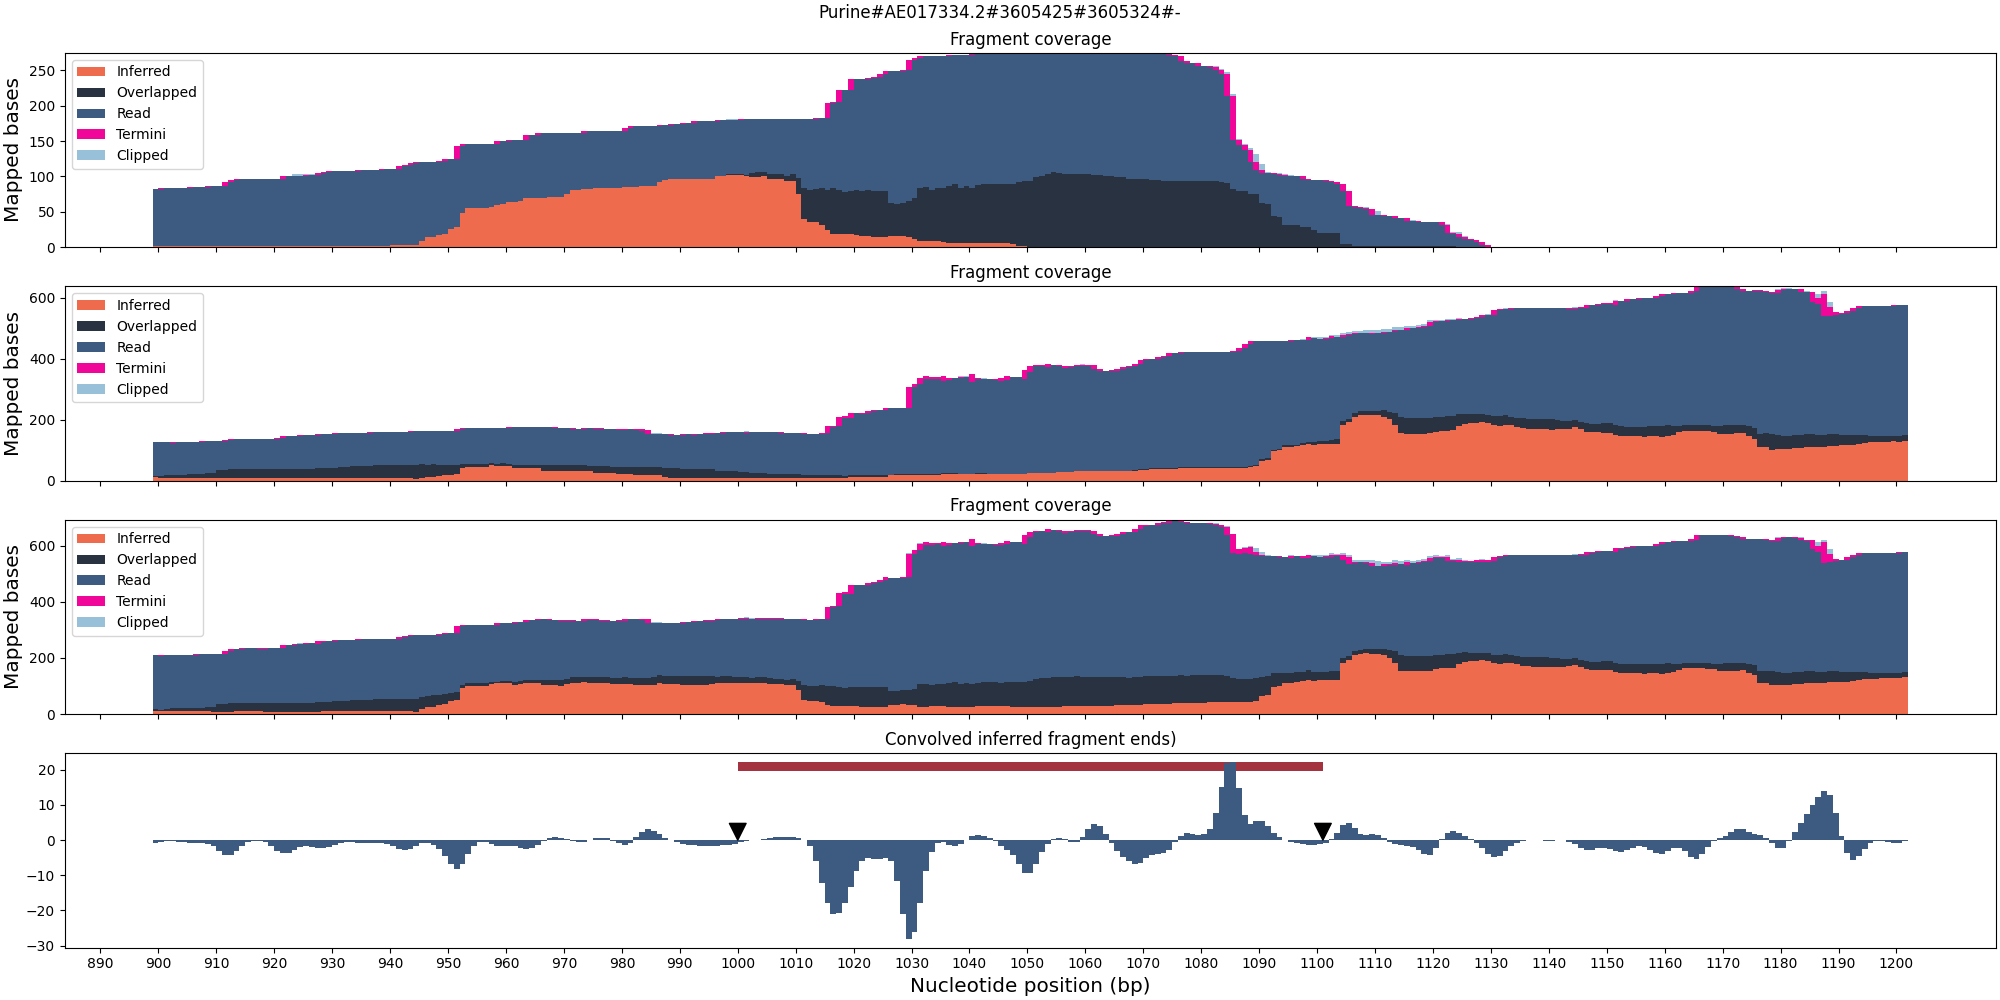 Purine#AE017334.2#3605425#3605324#-
Fragment coverage
Mapped bases
250
200
150
100
50
0
Inferred
Overlapped
Read
Termini
Clipped
Fragment coverage
Mapped bases
600
400
200
0
Inferred
Overlapped
Read
Termini
Clipped
Fragment coverage
Mapped bases
600
400
200
0
Inferred
Overlapped
Read
Termini
Clipped
Convolved inferred fragment ends)
20
10
0
−10
−20
−30
890 900 910 920 930 940 950 960 970 980 990 1000 1010 1020 1030 1040 1050 1060 1070 1080 1090 1100 1110 1120 1130 1140 1150 1160 1170 1180 1190 1200
Nucleotide position (bp)